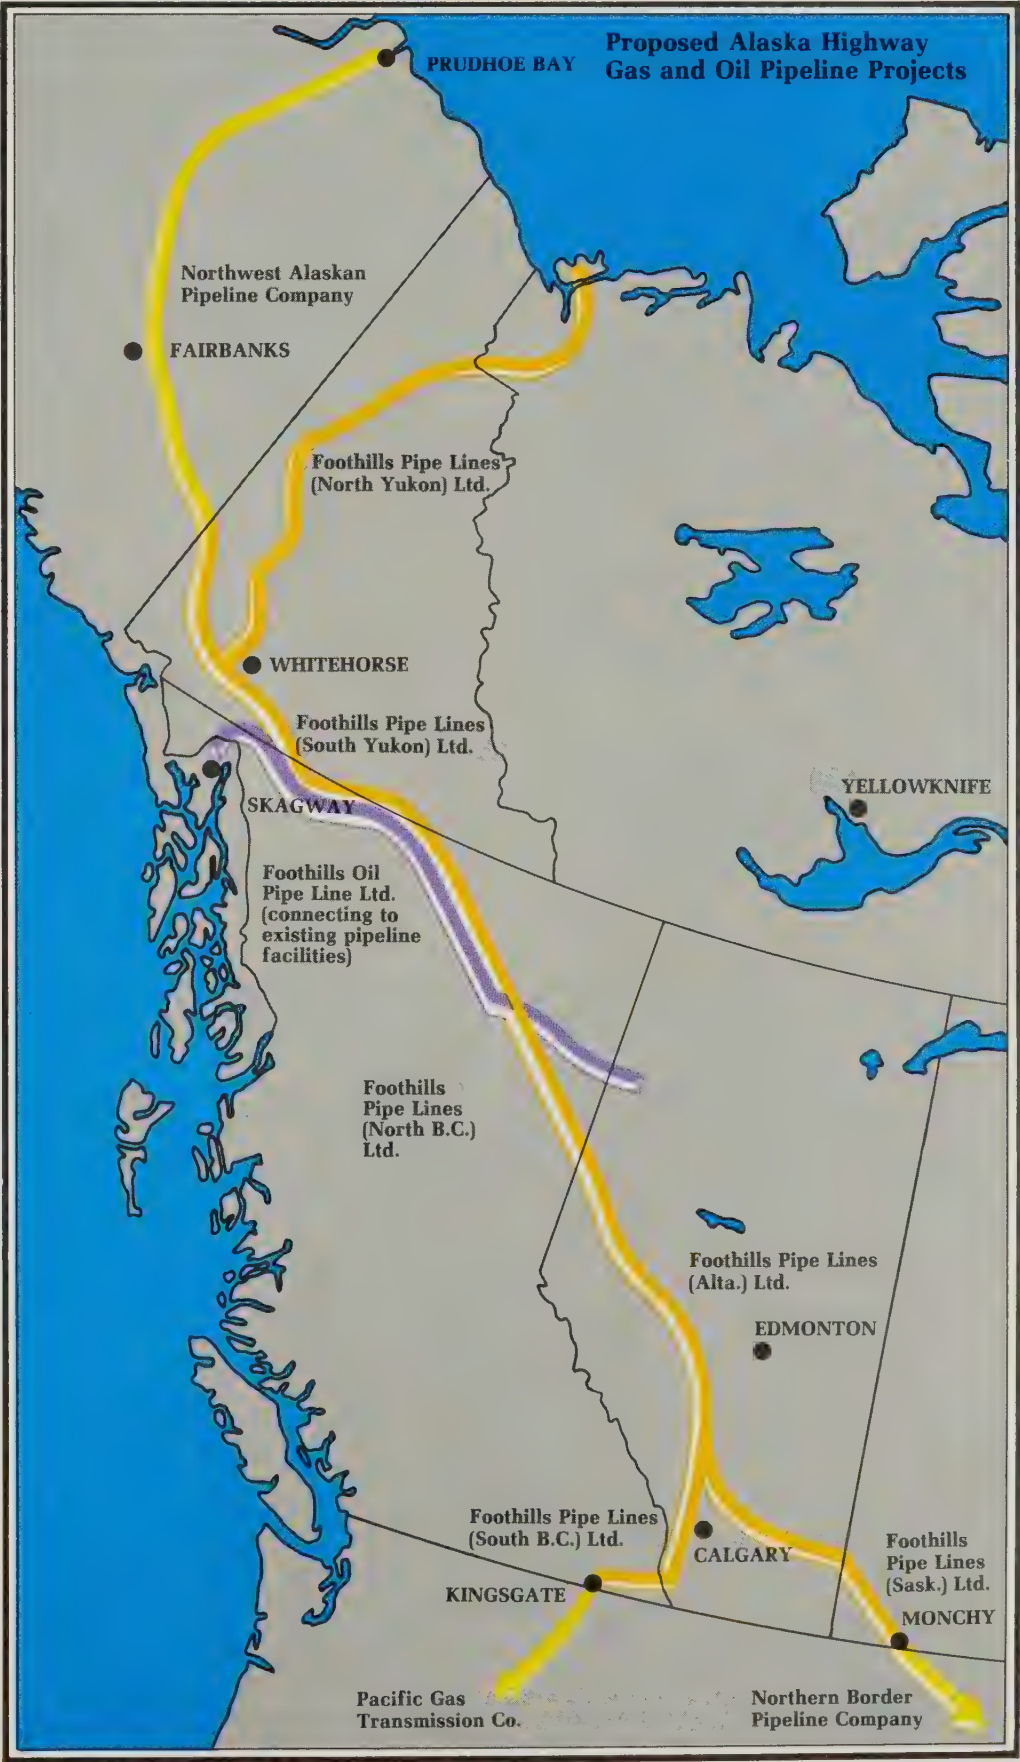 Proposed Alaska Highway
Gas and Oil Pipeline Projects
PRUDHOE BAY
Northwest Alaskan
Pipeline Company
FAIRBANKS
Foothills Pipe Lines
(North Yukon) Ltd.
WHITEHORSE
Foothills Pipe Lines
(South Yukon) Ltd.
SKAGWAY
YELLOWKNIFE
Foothills Oil
Pipe Line Ltd.
(connecting to
existing pipeline
facilities)
Foothills
Pipe Lines
(North B.C.)
Ltd.
Foothills Pipe Lines
(Alta.) Ltd.
EDMONTON
Foothills Pipe Lines
(South B.C.) Ltd.
CALGARY
Foothills
Pipe Lines
(Sask.) Ltd.
KINGSGATE
MONCHY
Pacific Gas
Transmission Co.
Northern Border
Pipeline Company